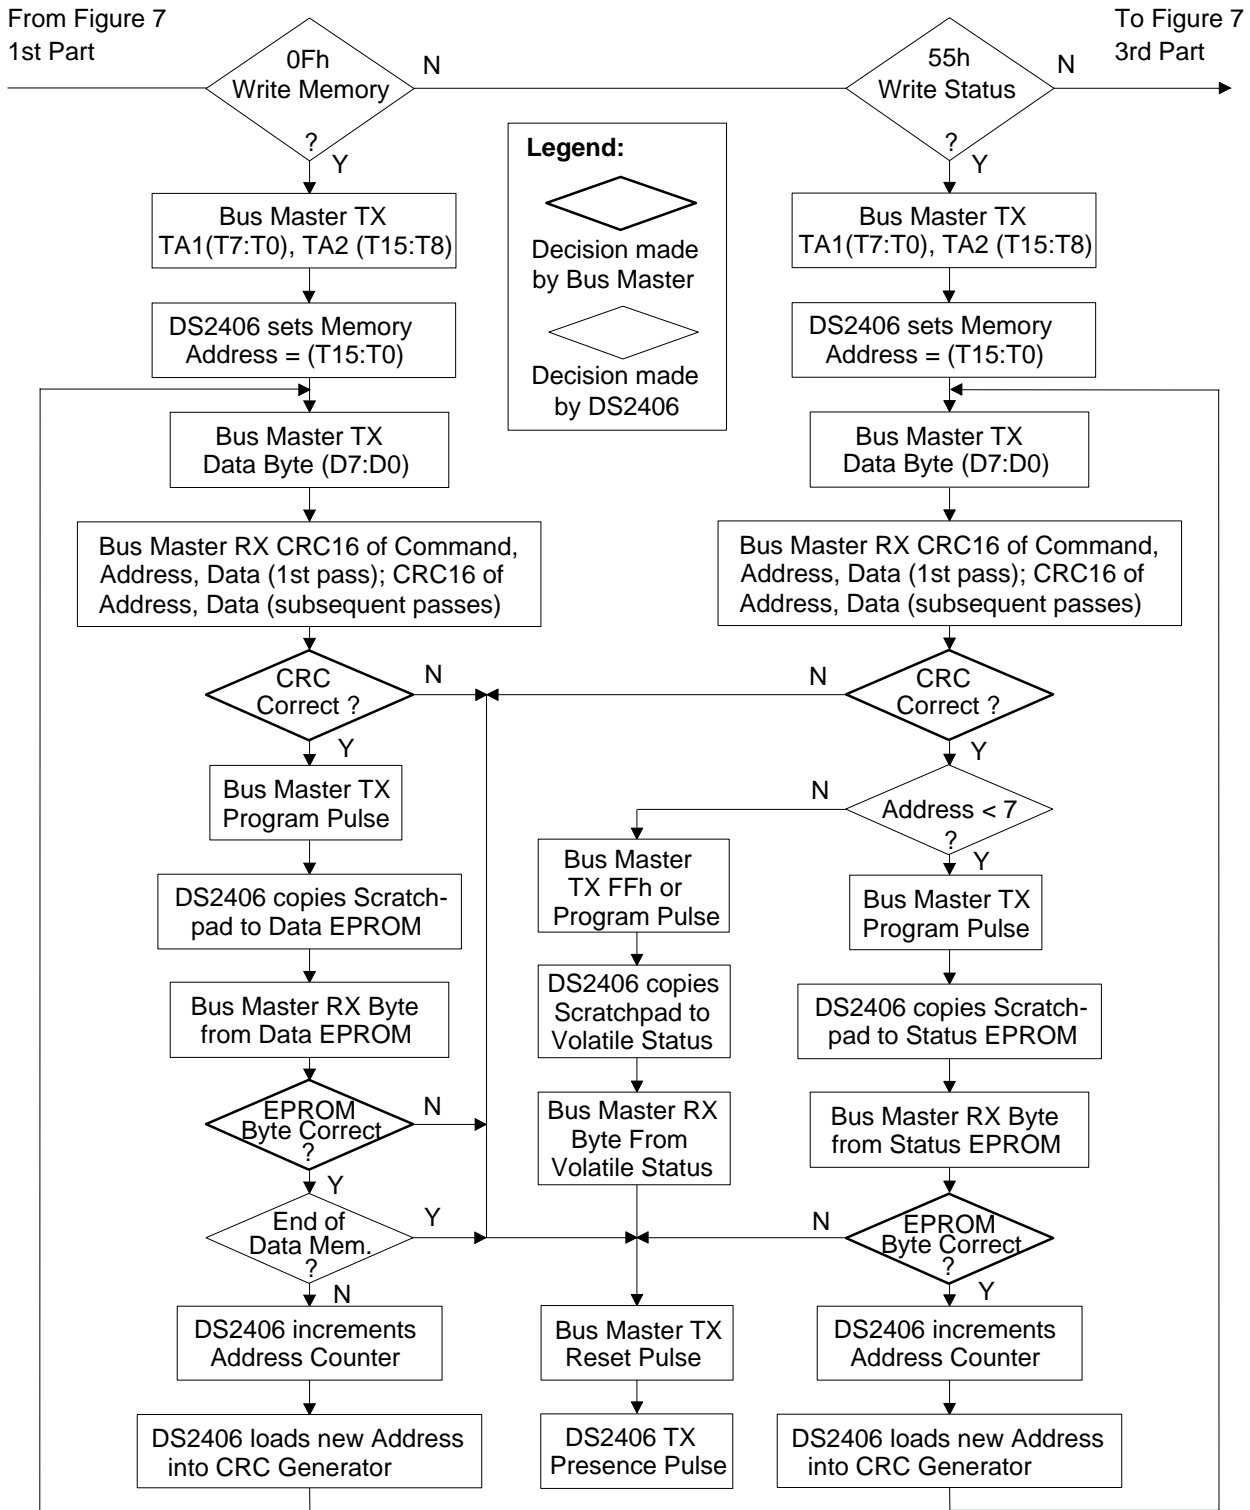 From Figure 7
1st Part
To Figure 7
3rd Part
0Fh
Write Memory
?
N
Y
55h
Write Status
?
N
Y
Legend:
Decision made
by Bus Master
Decision made
by DS2406
Bus Master TX
TA1(T7:T0), TA2 (T15:T8)
DS2406 sets Memory
Address = (T15:T0)
Bus Master TX
Data Byte (D7:D0)
Bus Master RX CRC16 of Command,
Address, Data (1st pass); CRC16 of
Address, Data (subsequent passes)
CRC
Correct ?
N
Y
Bus Master TX
Program Pulse
DS2406 copies Scratch-
pad to Data EPROM
Bus Master RX Byte
from Data EPROM
EPROM
Byte Correct
?
N
Y
End of
Data Mem.
?
Y
N
DS2406 increments
Address Counter
DS2406 loads new Address
into CRC Generator
Bus Master TX
TA1(T7:T0), TA2 (T15:T8)
DS2406 sets Memory
Address = (T15:T0)
Bus Master TX
Data Byte (D7:D0)
Bus Master RX CRC16 of Command,
Address, Data (1st pass); CRC16 of
Address, Data (subsequent passes)
CRC
Correct ?
N
Y
Address < 7
?
N
Y
Bus Master
TX FFh or
Program Pulse
DS2406 copies
Scratchpad to
Volatile Status
Bus Master RX
Byte From
Volatile Status
Bus Master TX
Reset Pulse
DS2406 TX
Presence Pulse
Bus Master TX
Program Pulse
DS2406 copies Scratch-
pad to Status EPROM
Bus Master RX Byte
from Status EPROM
EPROM
Byte Correct
?
N
Y
DS2406 increments
Address Counter
DS2406 loads new Address
into CRC Generator